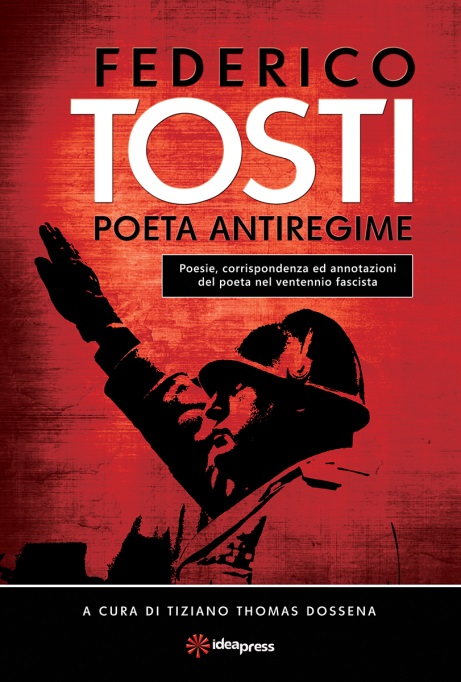 FEDERICO
TOSTI
POETA ANTIREGIME
Poesie, corrispondenza ed annotazioni
del poeta nel ventennio fascista
A CURA DI TIZIANO THOMAS DOSSENA
ideapress